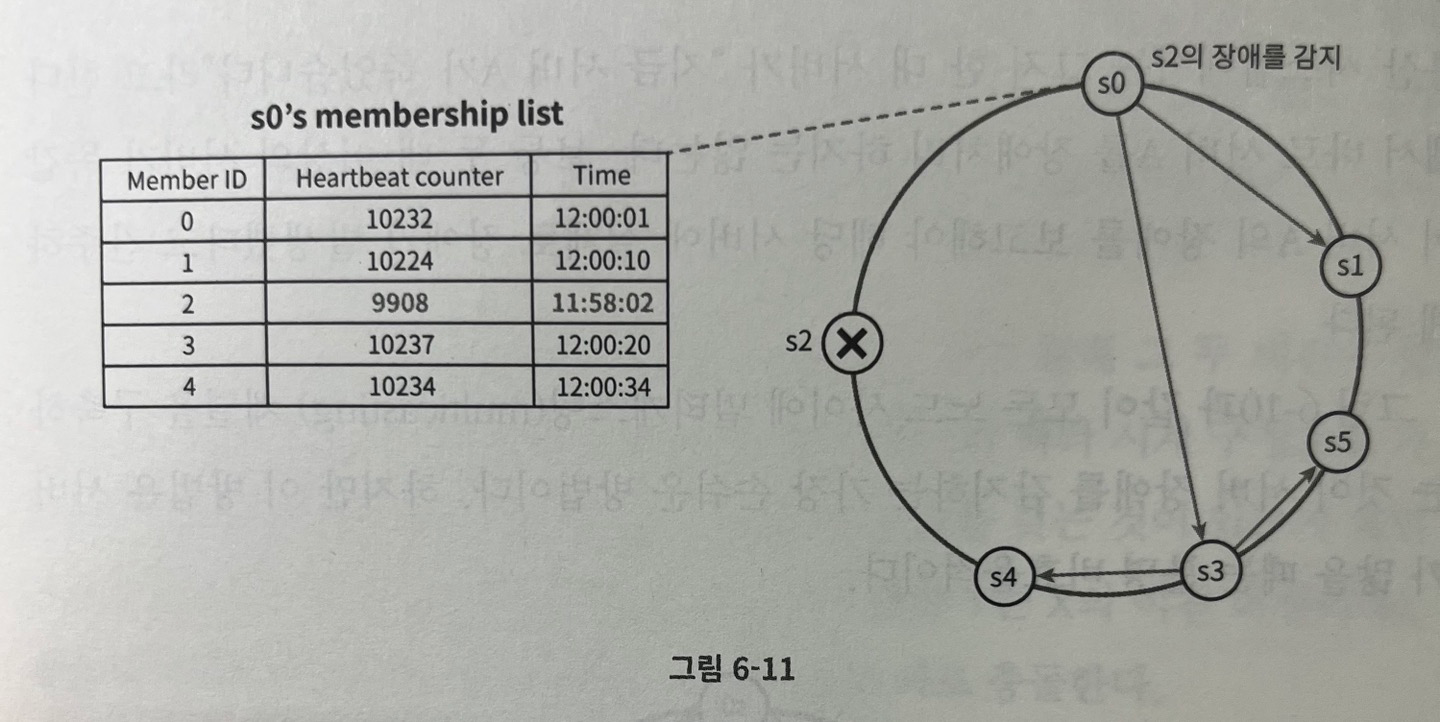 s2의 장애를 감지
s0
s0's membership list
Member ID Heartbeat counter Time
0 10232 12:00:01
1 10224 12:00:10
2 9908 11:58:02
3 10237 12:00:20
4 10234 12:00:34
s1
s2
s5
s4
s3
그림 6-11